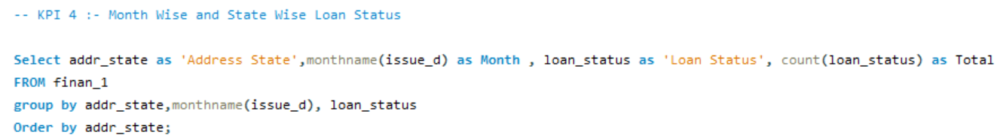 -- KPI 4 :- Month Wise and State Wise Loan Status
Select addr_state as 'Address State',monthname(issue_d) as Month , loan_status as 'Loan Status', count(loan_status) as Total
FROM finan_1
group by addr_state,monthname(issue_d), loan_status
Order by addr_state;